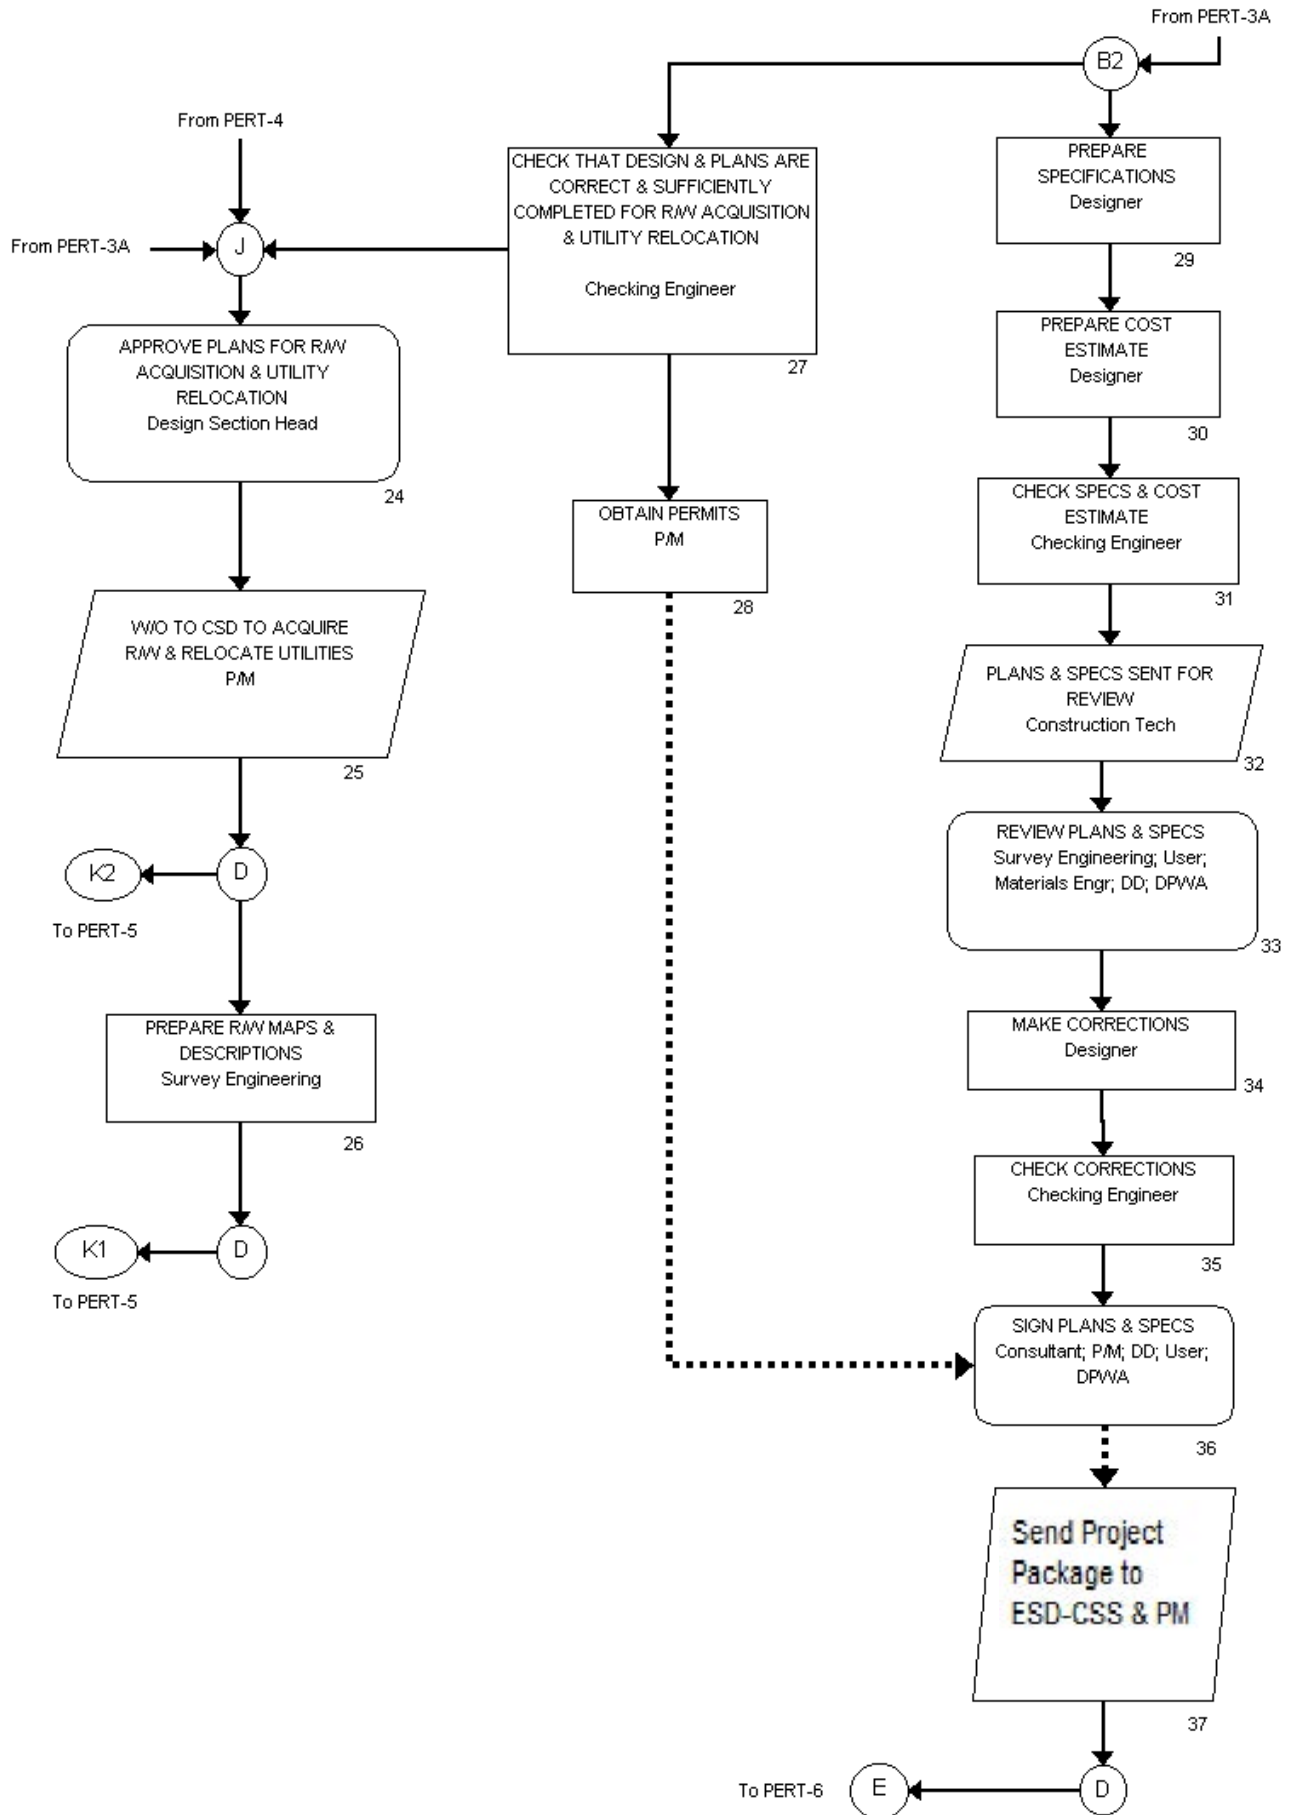 From PERT-3A
B2
From PERT-4
CHECK THAT DESIGN & PLANS ARE
CORRECT & SUFFICIENTLY
COMPLETED FOR R/W ACQUISITION
& UTILITY RELOCATION
Checking Engineer
27
PREPARE
SPECIFICATIONS
Designer
29
From PERT-3A
J
APPROVE PLANS FOR R/W
ACQUISITION & UTILITY
RELOCATION
Design Section Head
24
PREPARE COST
ESTIMATE
Designer
30
CHECK SPECS & COST
ESTIMATE
Checking Engineer
31
OBTAIN PERMITS
P/M
28
W/O TO CSD TO ACQUIRE
R/W & RELOCATE UTILITIES
P/M
25
PLANS & SPECS SENT FOR
REVIEW
Construction Tech
32
K2
D
To PERT-5
REVIEW PLANS & SPECS
Survey Engineering; User;
Materials Engr; DD; DPWA
33
PREPARE R/W MAPS &
DESCRIPTIONS
Survey Engineering
26
MAKE CORRECTIONS
Designer
34
CHECK CORRECTIONS
Checking Engineer
35
K1
D
To PERT-5
SIGN PLANS & SPECS
Consultant; P/M; DD; User;
DPWA
36
Send Project
Package to
ESD-CSS & PM
37
To PERT-6
E
D